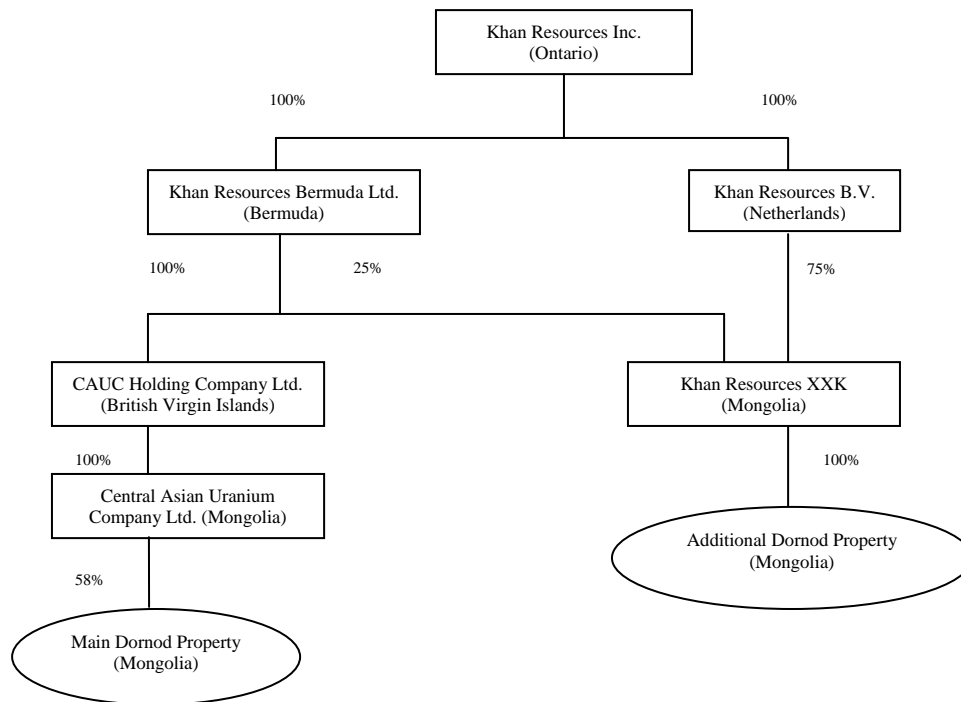 Khan Resources Inc.
(Ontario)
100%
100%
Khan Resources Bermuda Ltd.
(Bermuda)
Khan Resources B.V.
(Netherlands)
100%
25%
75%
CAUC Holding Company Ltd.
(British Virgin Islands)
Khan Resources XXK
(Mongolia)
100%
100%
Central Asian Uranium
Company Ltd. (Mongolia)
Additional Dornod Property
(Mongolia)
58%
Main Dornod Property
(Mongolia)